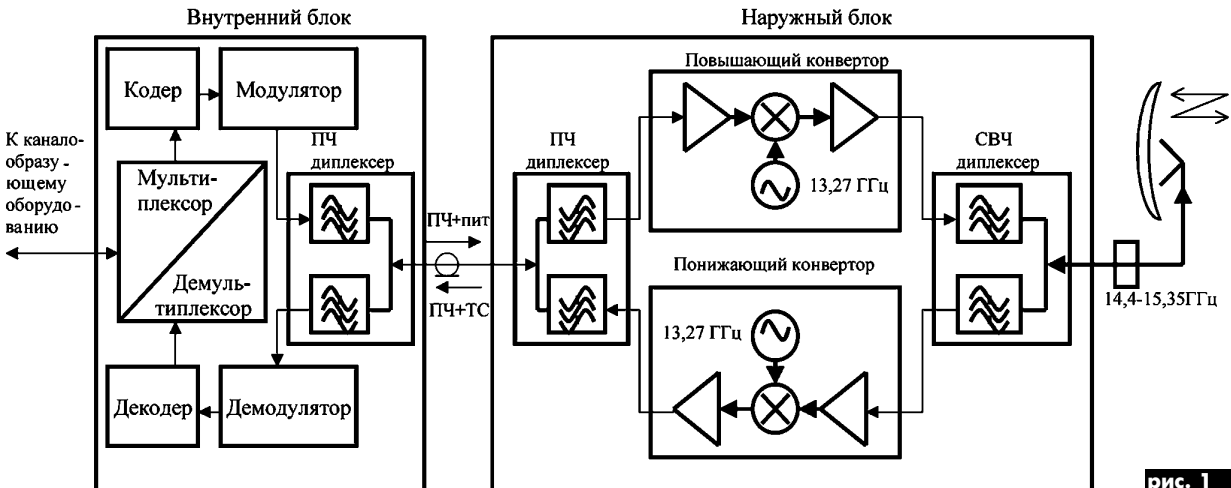 Внутренний блок
Наружный блок
Кодер
Модулятор
К канало-
образу -
ющему
оборудо-
ванию
Мульти-
плексор
Демуль-
типлексор
ПЧ
диплексер
Декодер
Демодулятор
ПЧ+пит
ПЧ+ТС
ПЧ
диплексер
Повышающий конвертор
13,27 ГГц
Понижающий конвертор
13,27 ГГц
СВЧ
диплексер
14,4-15,35ГГц
рис. 1